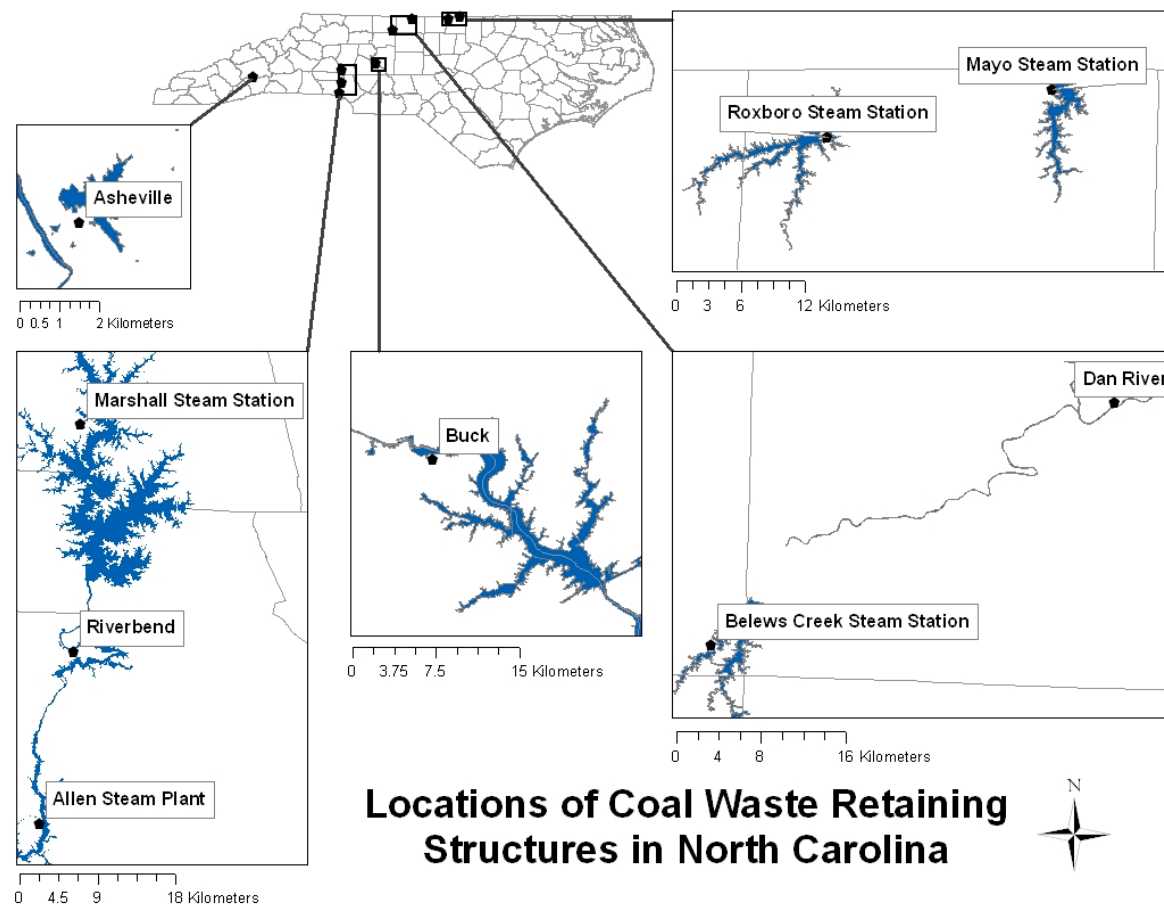 Mayo Steam Station
Roxboro Steam Station
0 3 6 12 Kilometers
Asheville
0 0.5 1 2 Kilometers
Marshall Steam Station
Riverbend
Allen Steam Plant
0 4.5 9 18 Kilometers
Buck
0 3.75 7.5 15 Kilometers
Dan River
Belews Creek Steam Station
0 4 8 16 Kilometers
Locations of Coal Waste Retaining
Structures in North Carolina
N